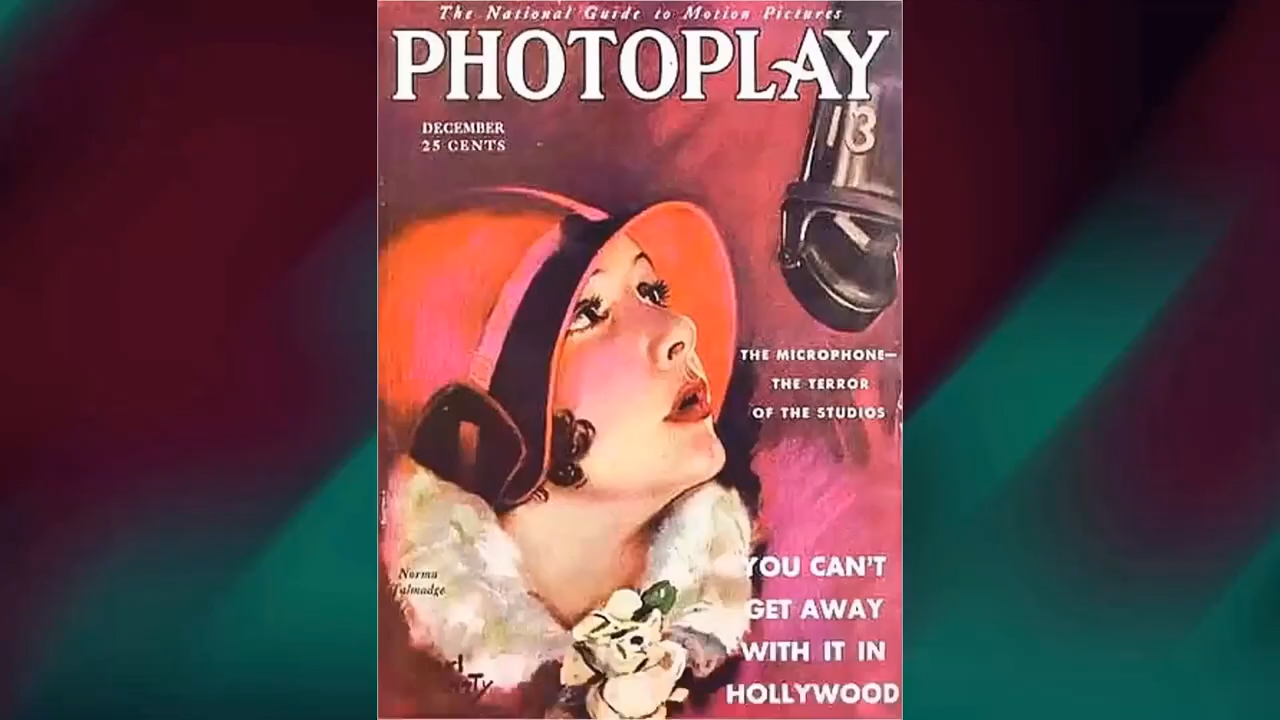 The National Guide to Motion Pictures
PHOTOPLAY
DECEMBER
25 CENTS
13
THE MICROPHONE—
THE TERROR
OF THE STUDIOS
Norma
Talmadge
YOU CAN'T
GET AWAY
WITH IT IN
HOLLYWOOD